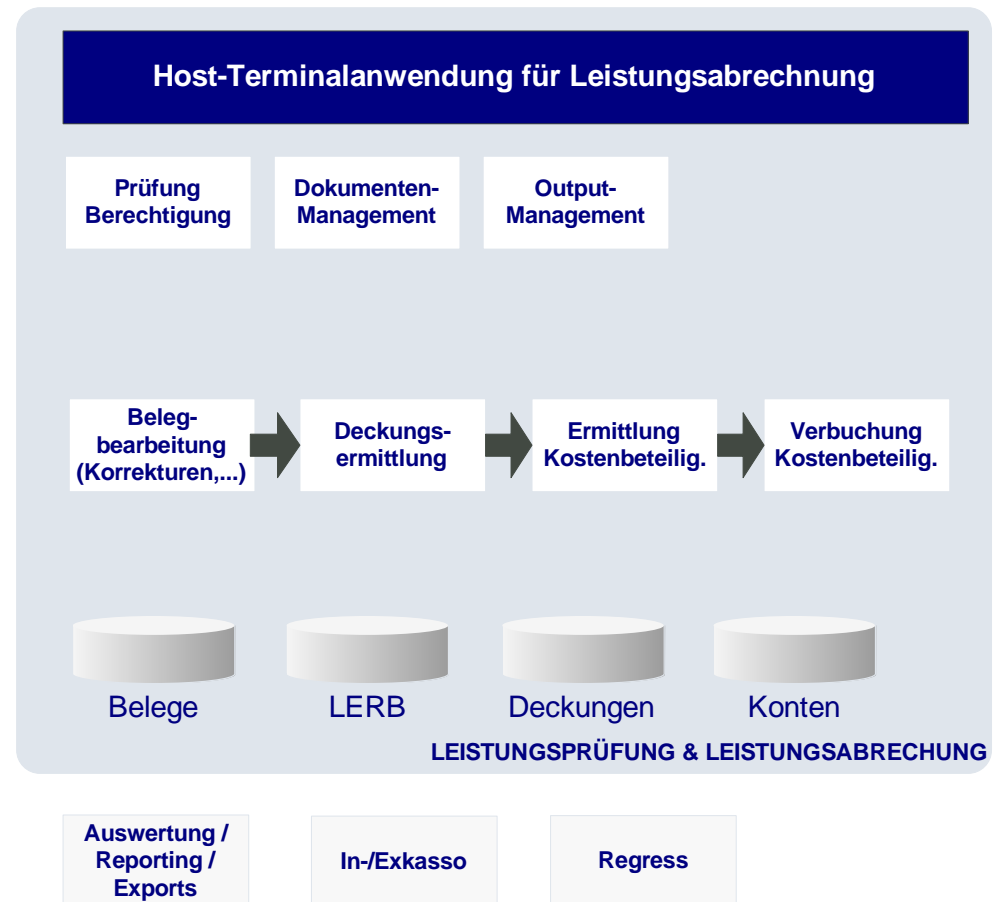 Host-Terminalanwendung für Leistungsabrechnung
Prüfung
Berechtigung
Dokumenten-
Management
Output-
Management
Beleg-
bearbeitung
(Korrekturen,...)
Deckungs-
ermittlung
Ermittlung
Kostenbeteilig.
Verbuchung
Kostenbeteilig.
Belege
LERB
Deckungen
Konten
LEISTUNGSPRÜFUNG & LEISTUNGSABRECHUNG
Auswertung /
Reporting /
Exports
In-/Exkasso
Regress